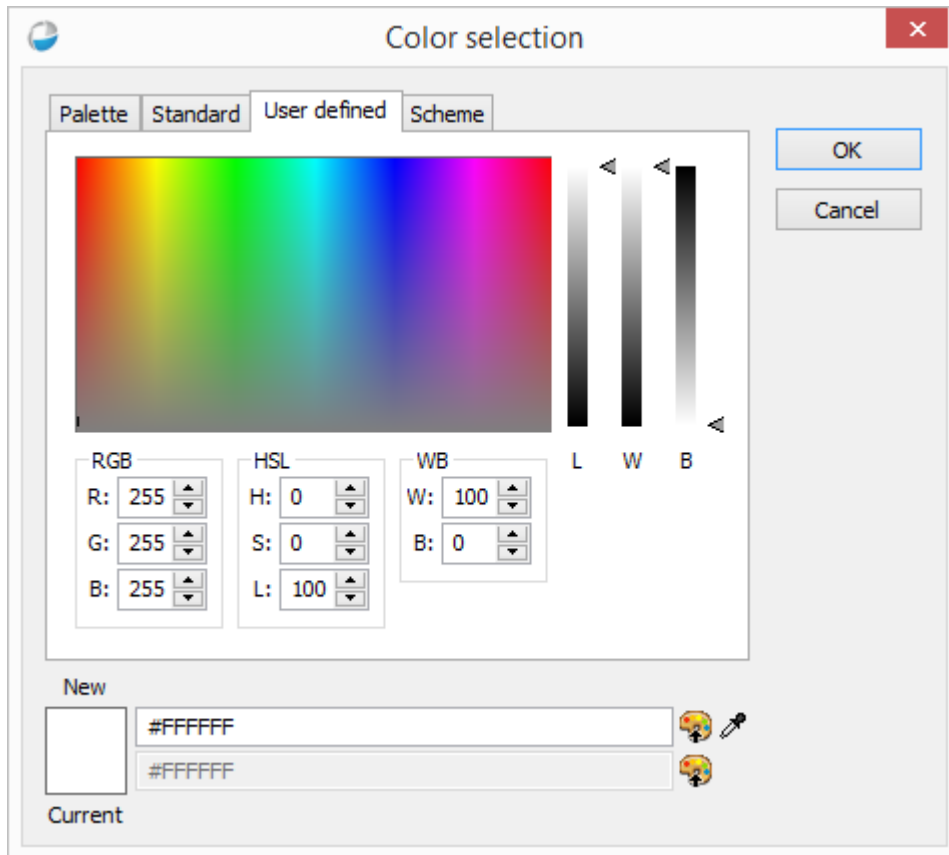 Color selection
Palette Standard User defined Scheme
OK
Cancel
L W B
RGB HSL WB
R: 255 H: 0 W: 100
G: 255 S: 0 B: 0
B: 255 L: 100
New
#FFFFFF
#FFFFFF
Current